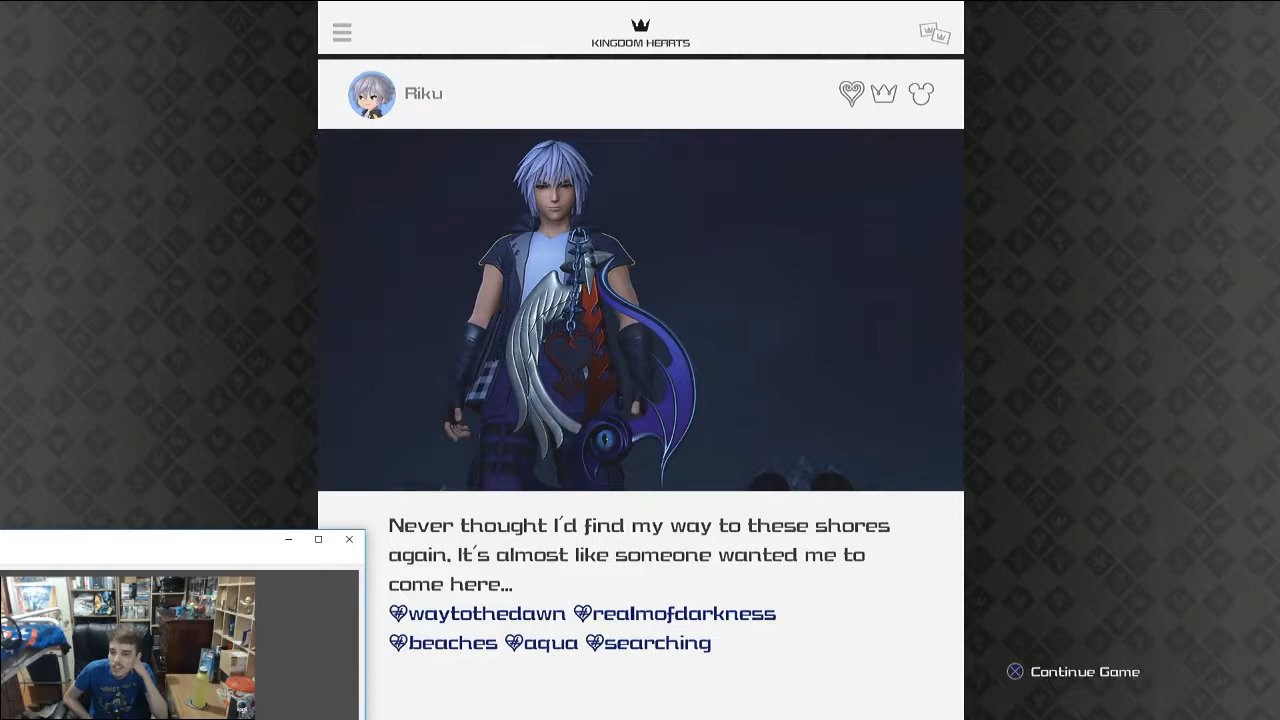 KINGDOM HEARTS
Riku
Never thought I'd find my way to these shores
again. It's almost like someone wanted me to
come here...
waytothedawn realmofdarkness
beaches aqua searching
Continue Game